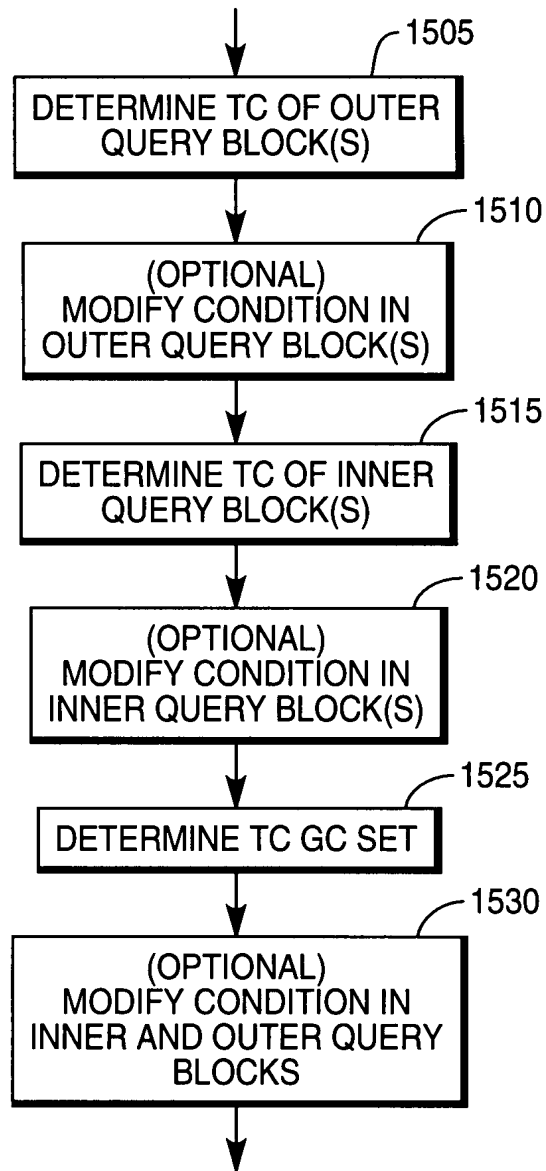 1505
DETERMINE TC OF OUTER
QUERY BLOCK(S)
1510
(OPTIONAL)
MODIFY CONDITION IN
OUTER QUERY BLOCK(S)
1515
DETERMINE TC OF INNER
QUERY BLOCK(S)
1520
(OPTIONAL)
MODIFY CONDITION IN
INNER QUERY BLOCK(S)
1525
DETERMINE TC GC SET
1530
(OPTIONAL)
MODIFY CONDITION IN
INNER AND OUTER QUERY
BLOCKS